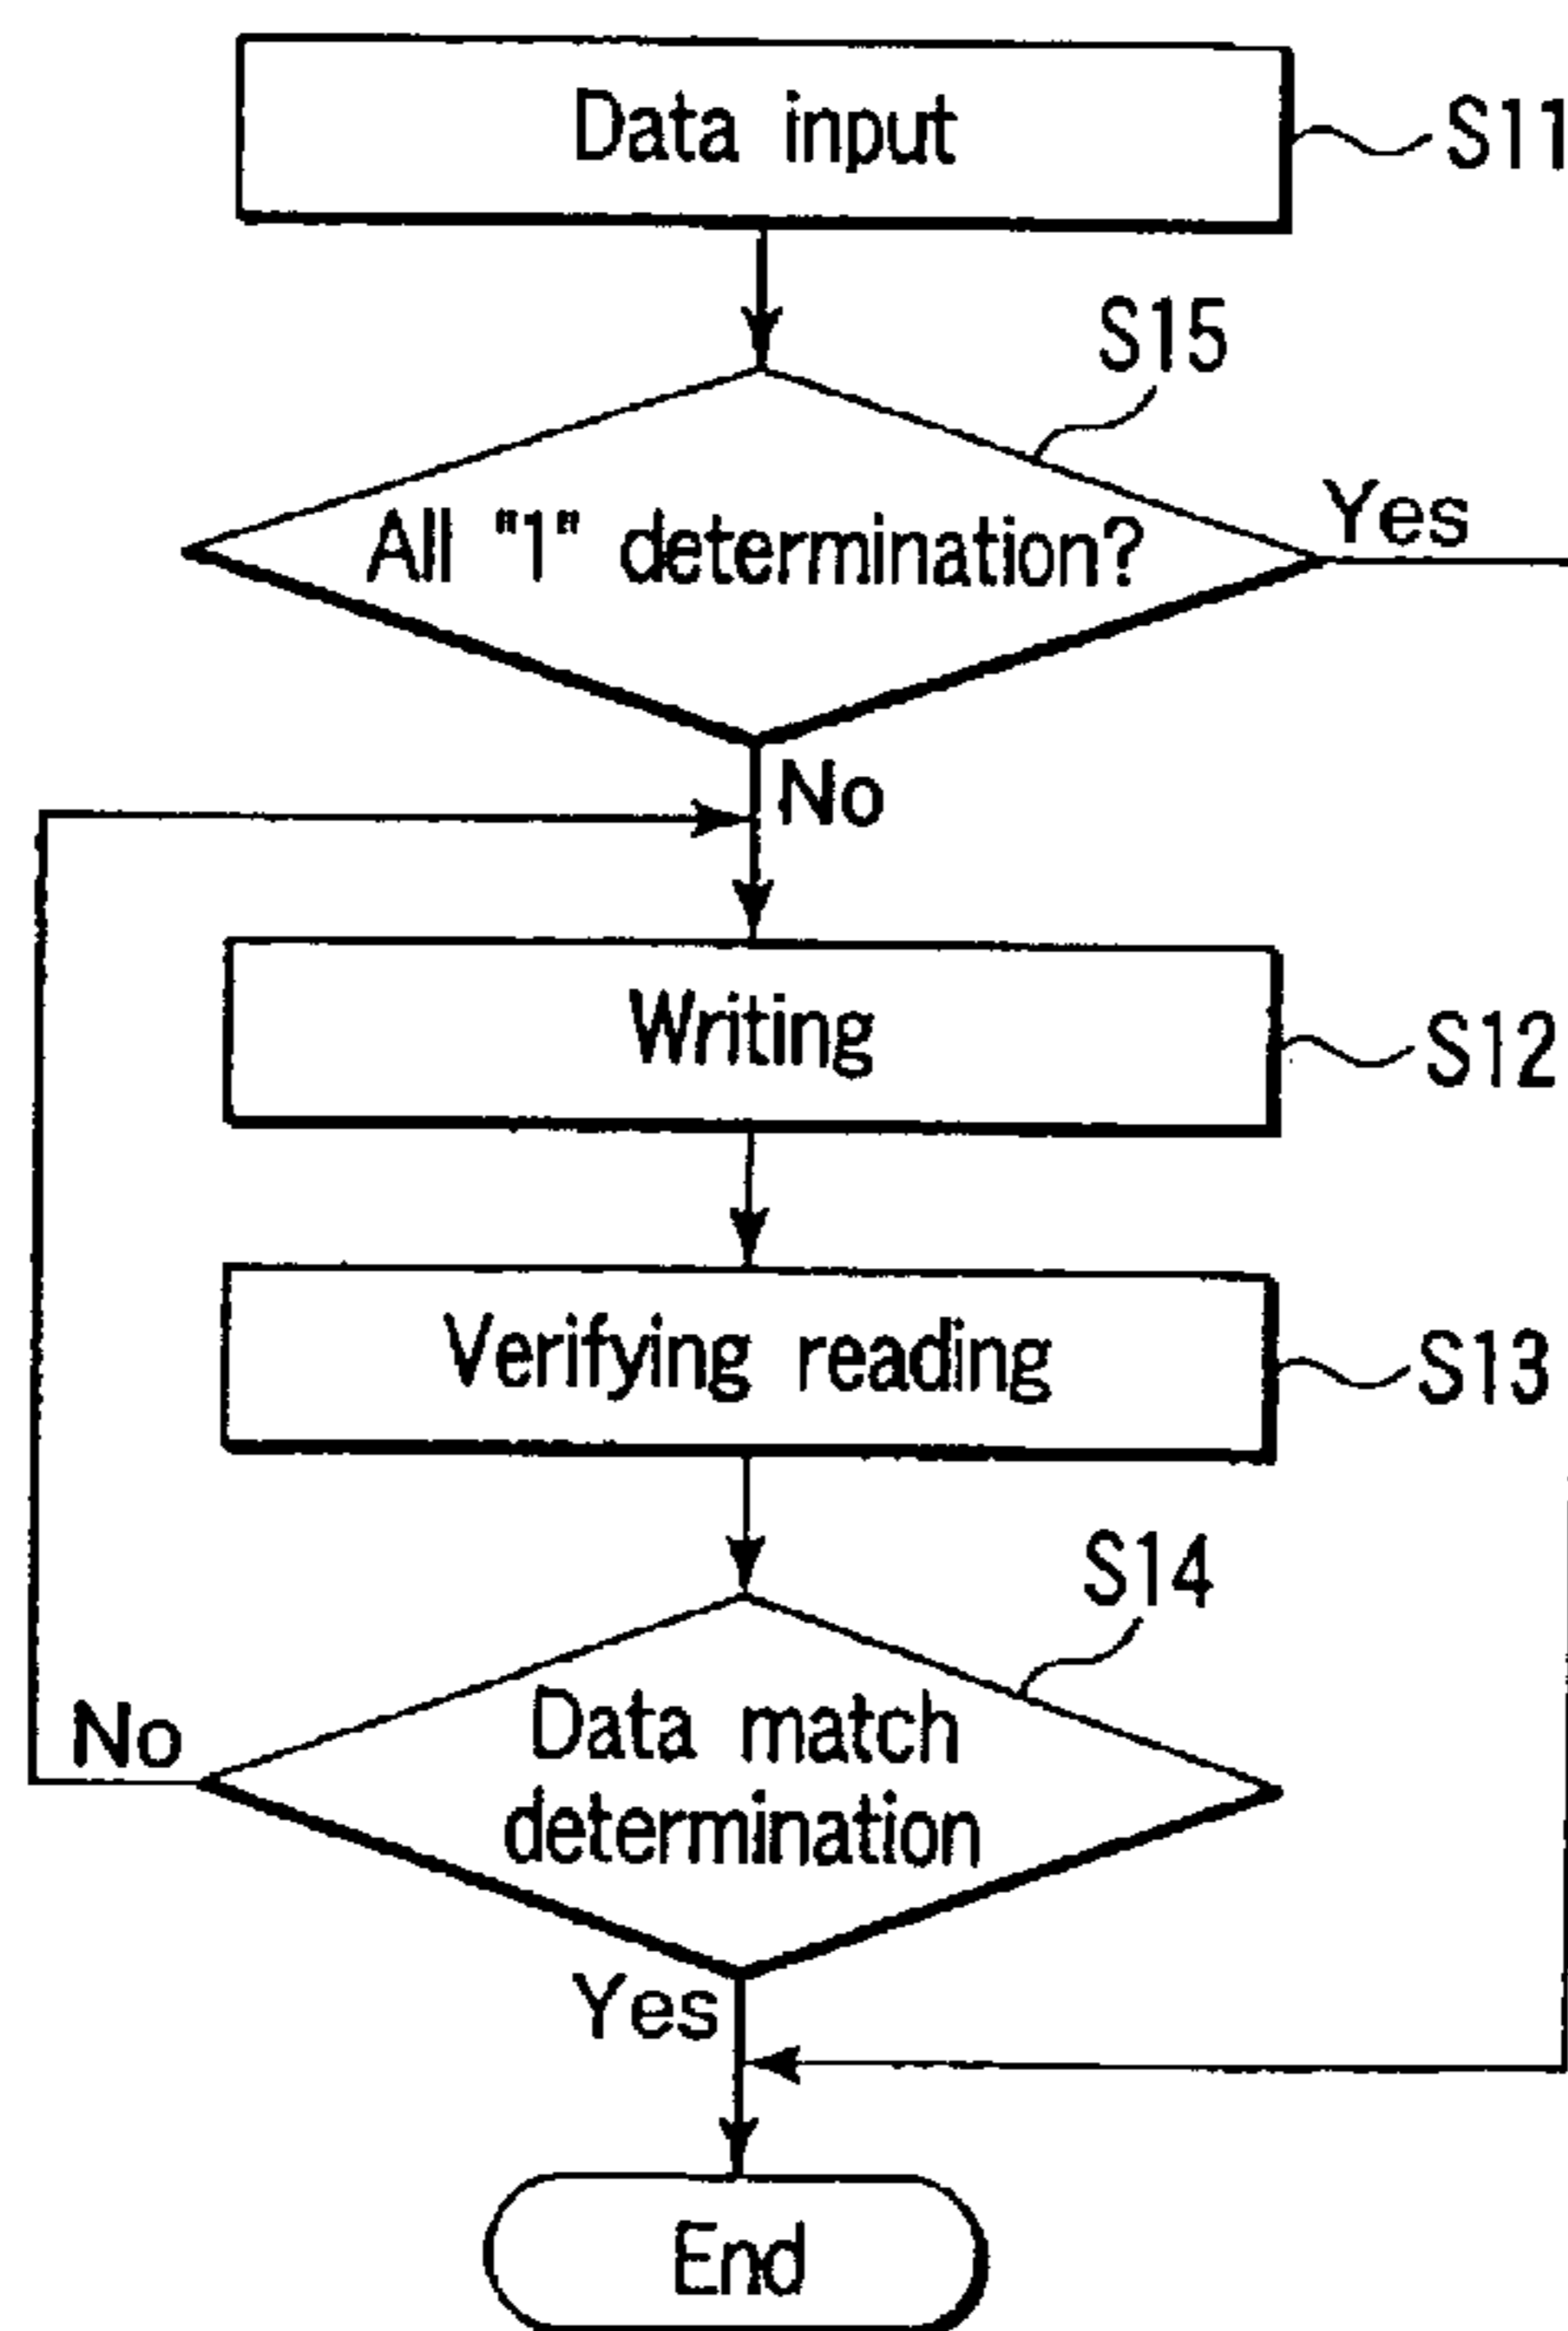 Data input
S11
S15
All "1" determination?
Yes
No
Writing
S12
Verifying reading
S13
S14
Data match
determination
No
Yes
End